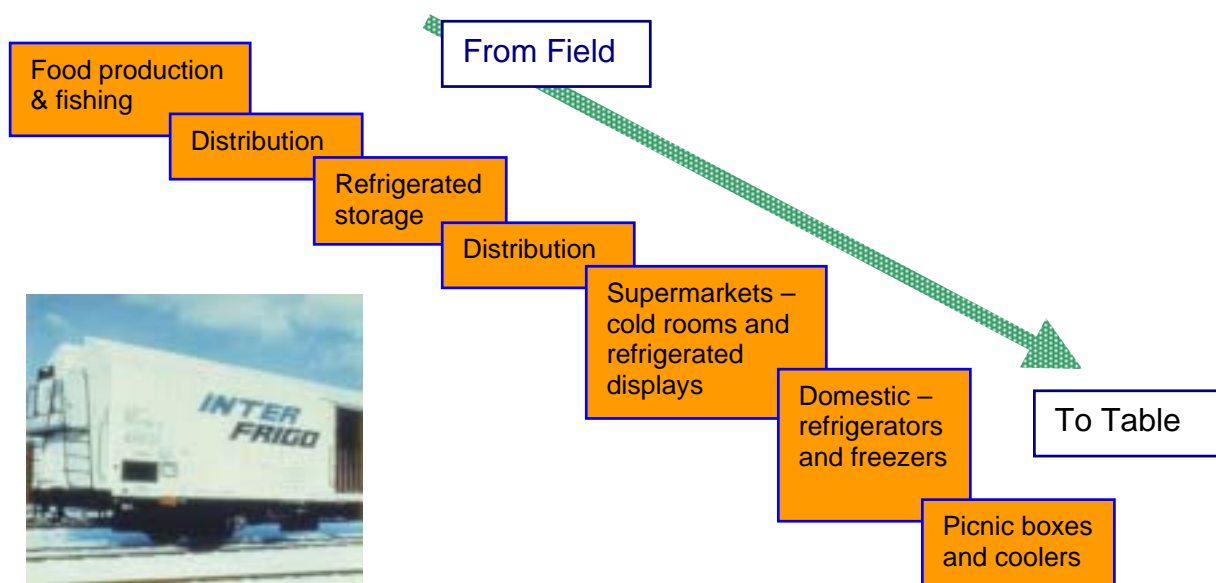 From Field
Food production
& fishing
Distribution
Refrigerated
storage
Distribution
Supermarkets –
cold rooms and
refrigerated
displays
INTER
FRIGO
Domestic –
refrigerators
and freezers
To Table
Picnic boxes
and coolers